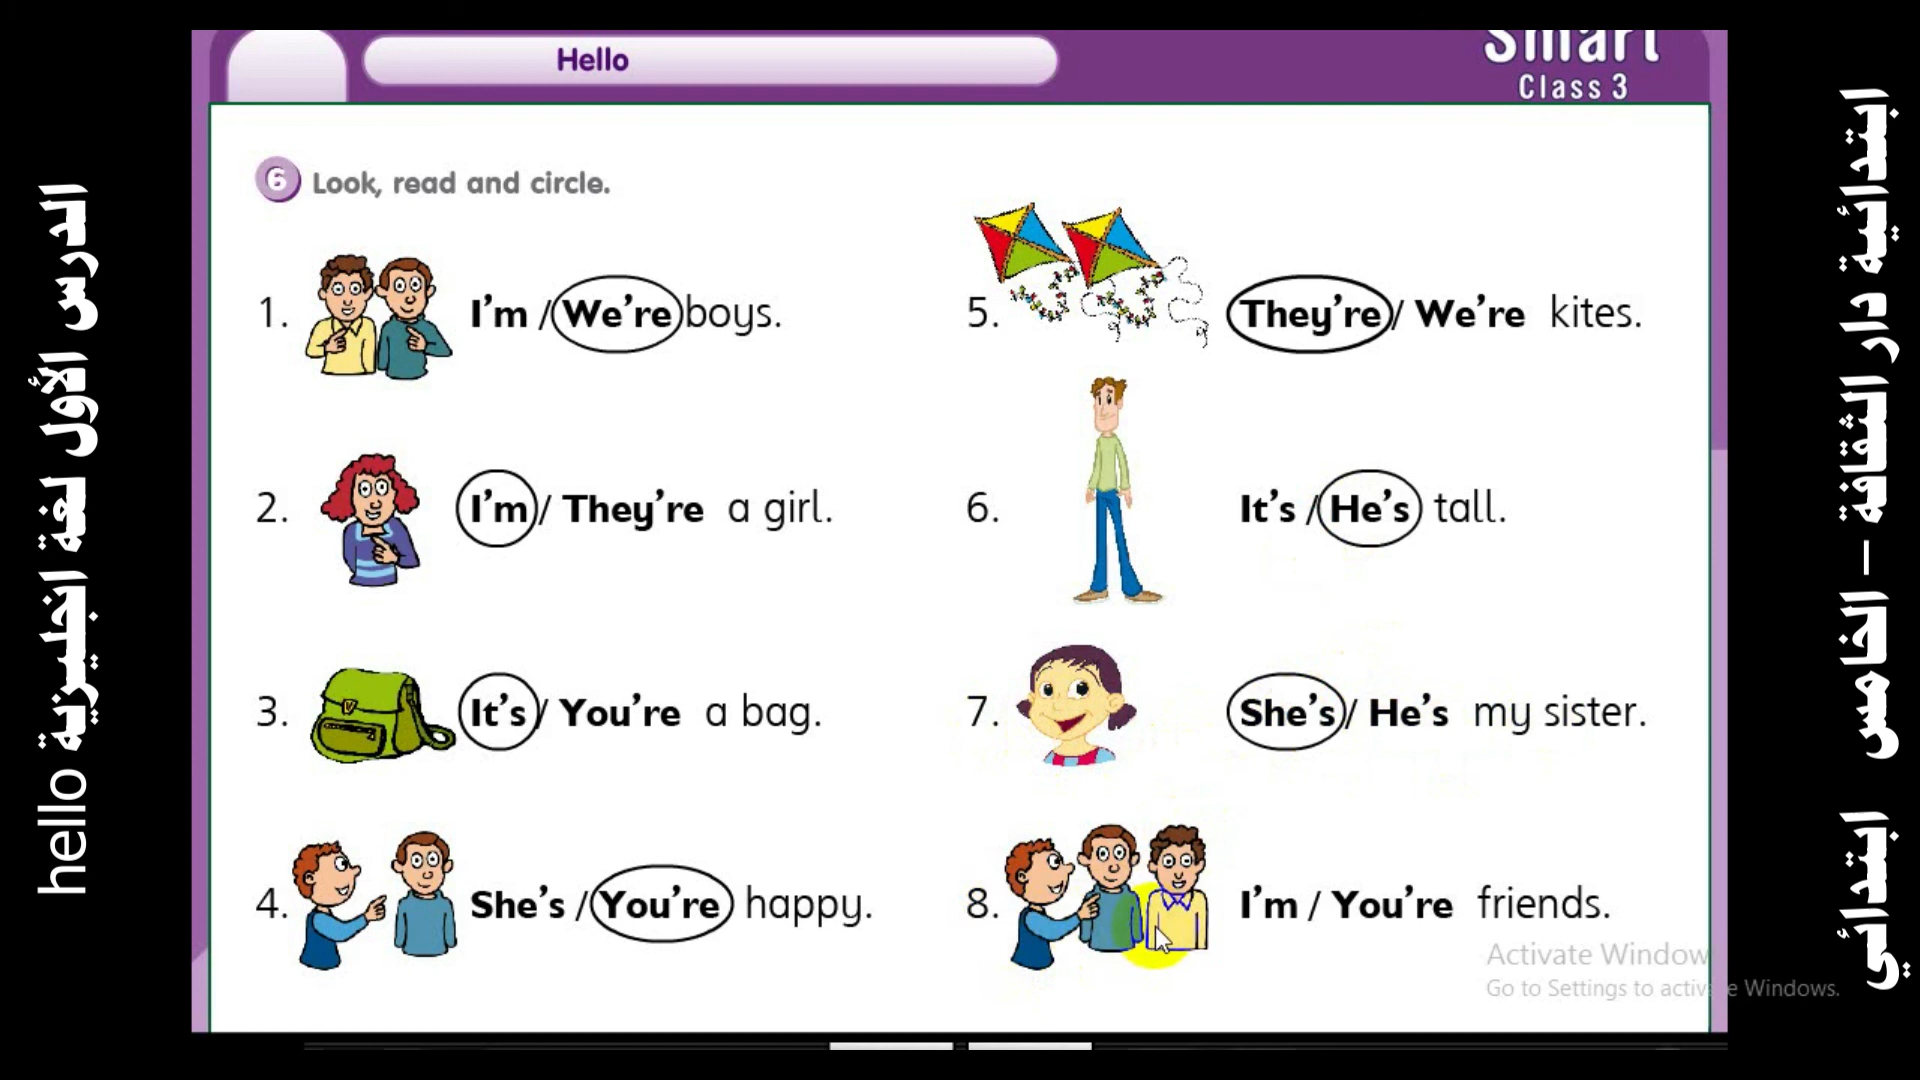 Hello
Smart
Class 3
6 Look, read and circle.
1. I'm / We're boys.
2. I'm / They're a girl.
3. It's / You're a bag.
4. She's / You're happy.
5. They're / We're kites.
6. It's / He's tall.
7. She's / He's my sister.
8. I'm / You're friends.
Activate Window
Go to Settings to activate Windows.
الدرس الأول لغة انجليزية hello
ابتدائية دار الثقافة – الخامس ابتدائي